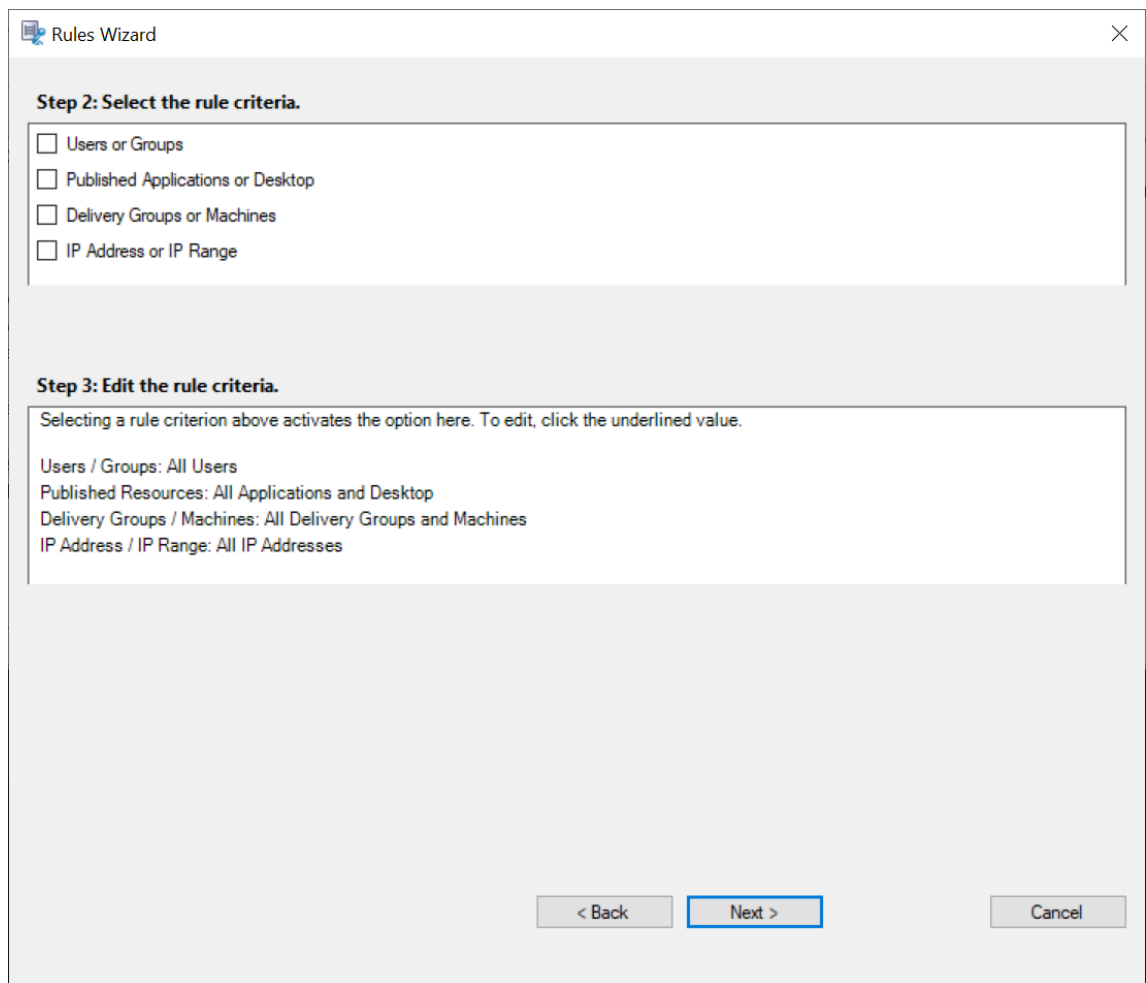 Rules Wizard
Step 2: Select the rule criteria.
Users or Groups
Published Applications or Desktop
Delivery Groups or Machines
IP Address or IP Range
Step 3: Edit the rule criteria.
Selecting a rule criterion above activates the option here. To edit, click the underlined value.
Users / Groups: All Users
Published Resources: All Applications and Desktop
Delivery Groups / Machines: All Delivery Groups and Machines
IP Address / IP Range: All IP Addresses
< Back Next > Cancel